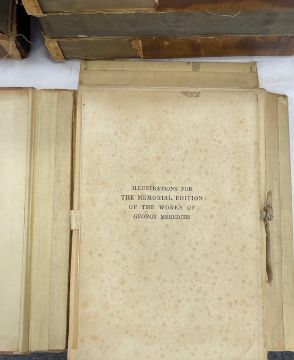 ILLUSTRATIONS FOR
THE MEMORIAL EDITION
OF THE WORKS OF
GEORGE MEREDITH